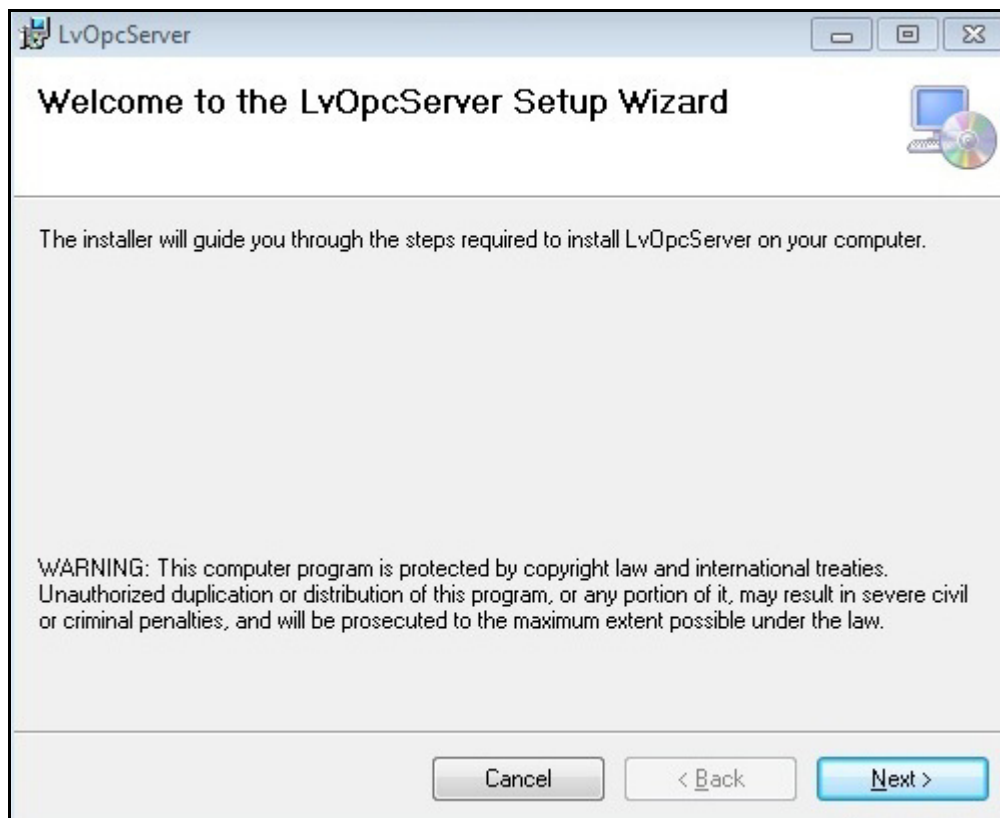 LvOpcServer
Welcome to the LvOpcServer Setup Wizard
The installer will guide you through the steps required to install LvOpcServer on your computer.
WARNING: This computer program is protected by copyright law and international treaties.
Unauthorized duplication or distribution of this program, or any portion of it, may result in severe civil
or criminal penalties, and will be prosecuted to the maximum extent possible under the law.
Cancel < Back Next >